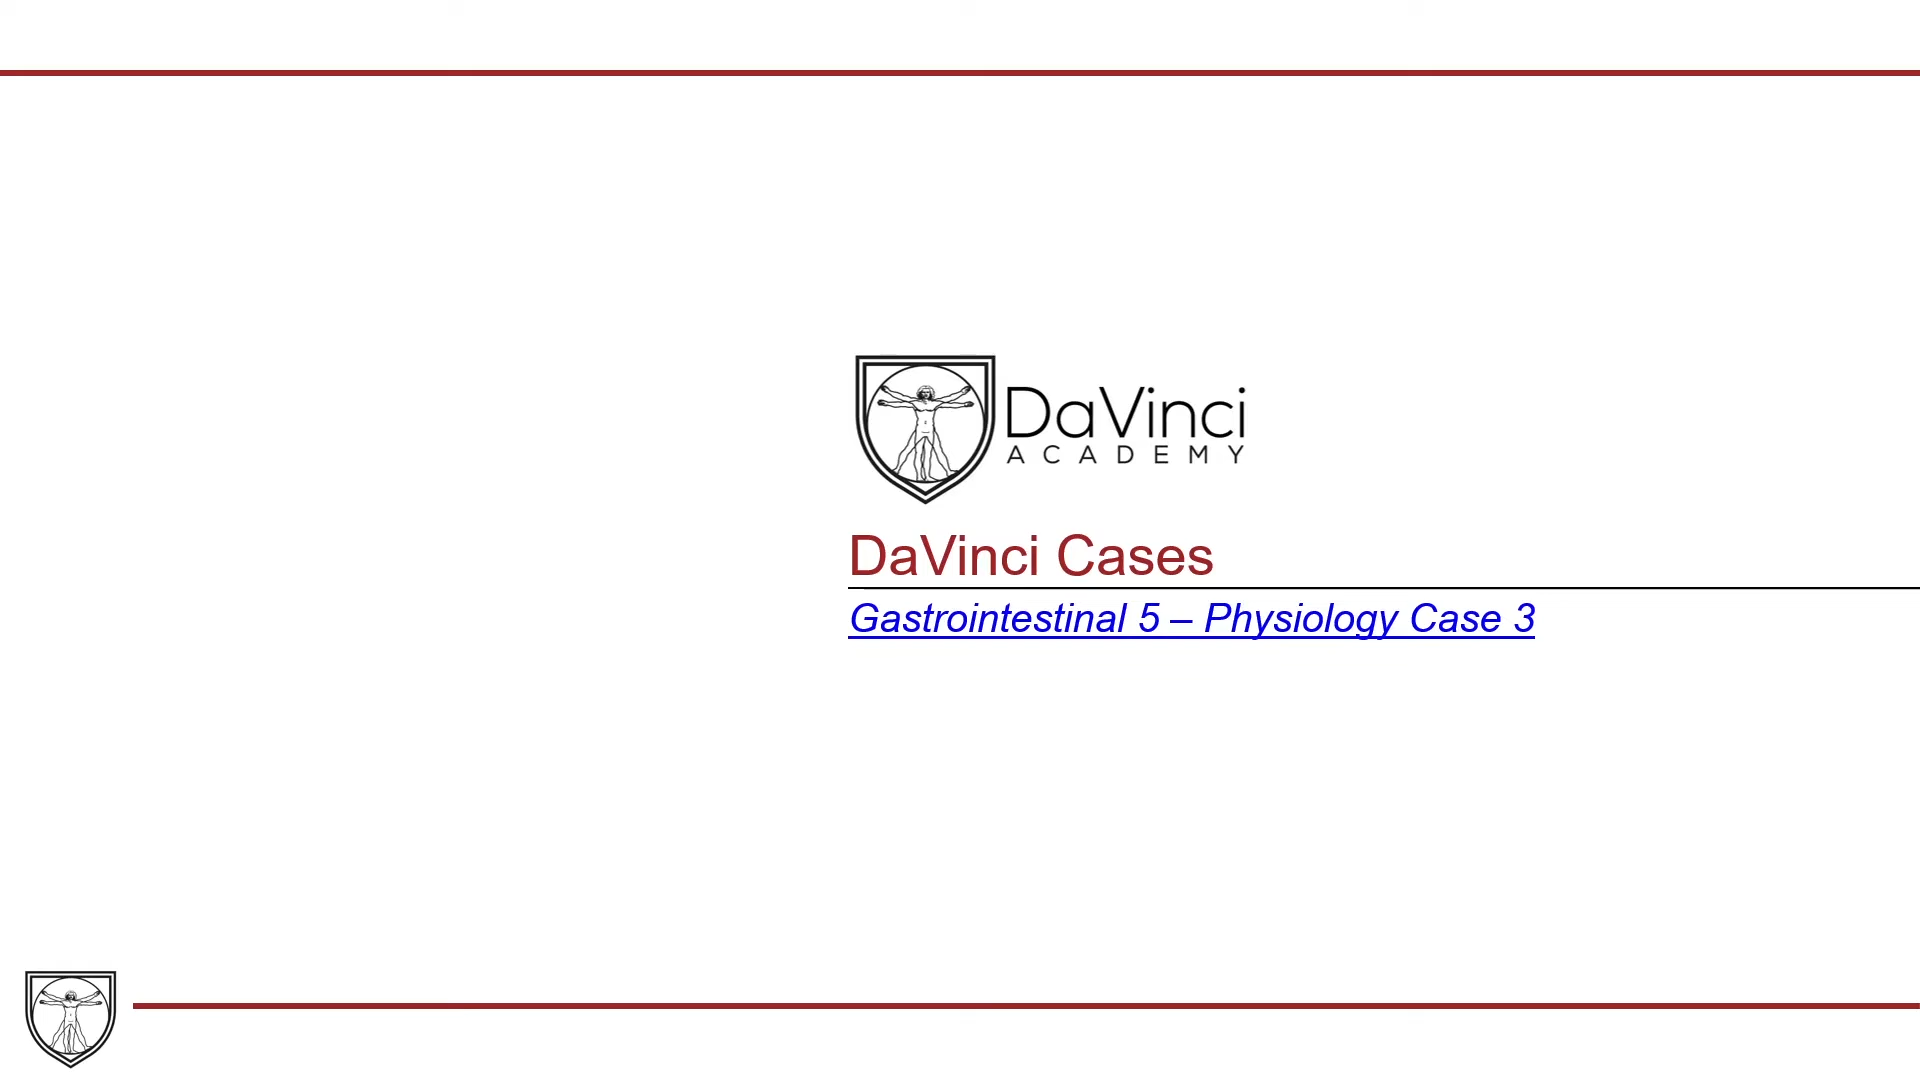 DaVinci
ACADEMY
DaVinci Cases
Gastrointestinal 5 – Physiology Case 3